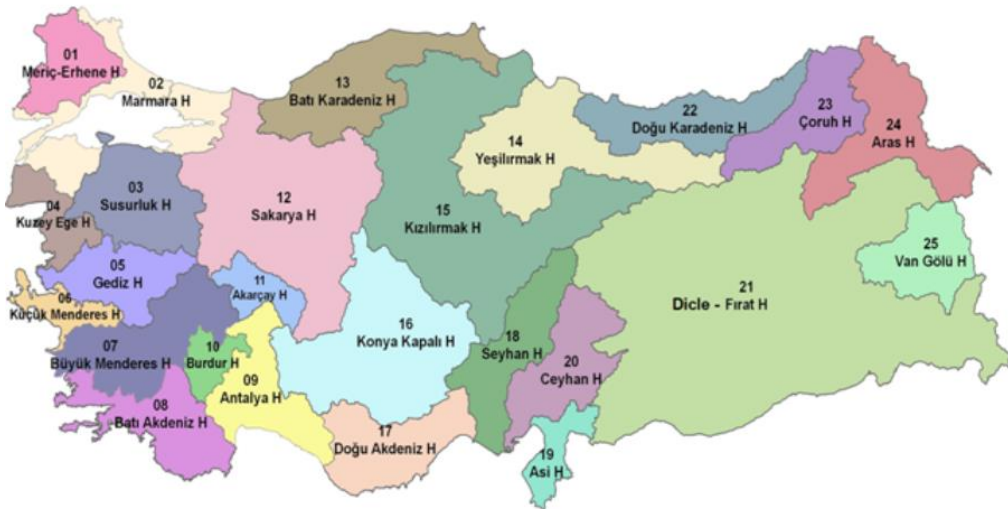 01
Meriç-Erhene H
02
Marmara H
03
Susurluk H
04
Kuzey Ege H
05
Gediz H
06
Küçük Menderes H
07
Büyük Menderes H
08
Batı Akdeniz H
09
Antalya H
10
Burdur H
11
Akarçay H
12
Sakarya H
13
Batı Karadeniz H
14
Yeşilırmak H
15
Kızılırmak H
16
Konya Kapalı H
17
Doğu Akdeniz H
18
Seyhan H
19
Asi H
20
Ceyhan H
21
Dicle - Fırat H
22
Doğu Karadeniz H
23
Çoruh H
24
Aras H
25
Van Gölü H